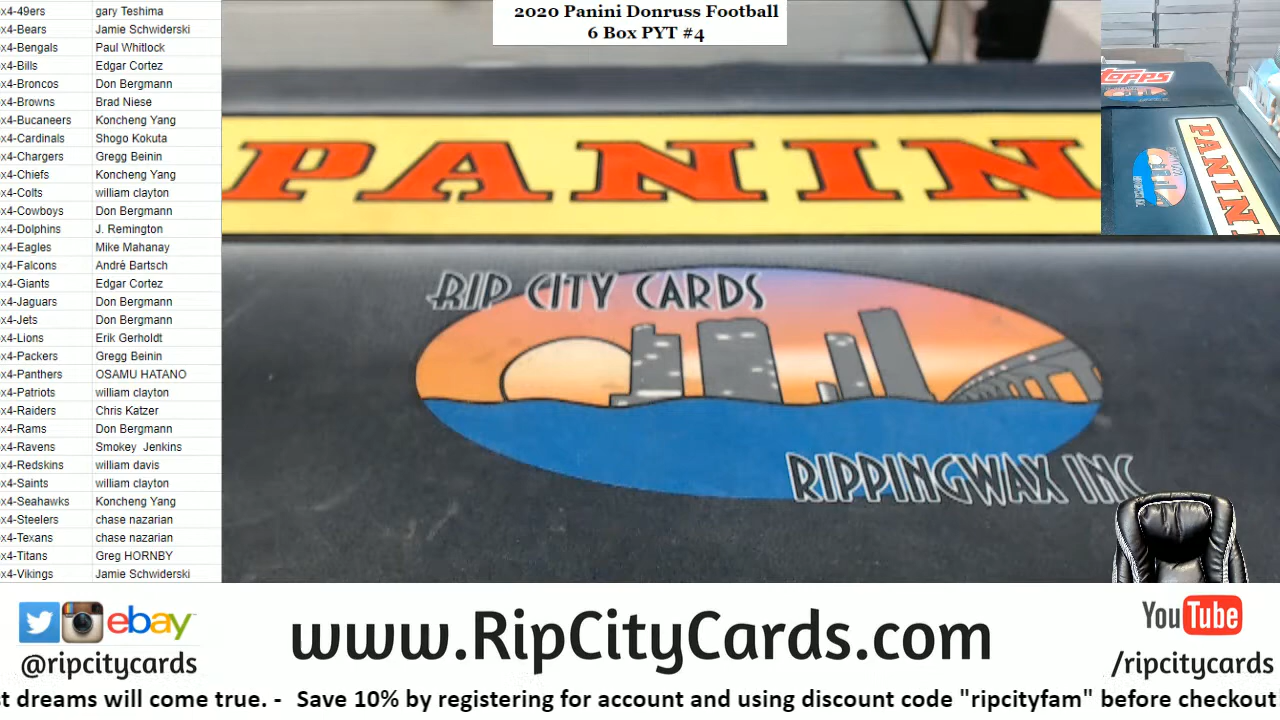 x4-49ers gary Teshima
x4-Bears Jamie Schwiderski
x4-Bengals Paul Whitlock
x4-Bills Edgar Cortez
x4-Broncos Don Bergmann
x4-Browns Brad Niese
x4-Bucaneers Koncheng Yang
x4-Cardinals Shogo Kokuta
x4-Chargers Gregg Beinin
x4-Chiefs Koncheng Yang
x4-Colts william clayton
x4-Cowboys Don Bergmann
x4-Dolphins J. Remington
x4-Eagles Mike Mahanay
x4-Falcons André Bartsch
x4-Giants Edgar Cortez
x4-Jaguars Don Bergmann
x4-Jets Don Bergmann
x4-Lions Erik Gerholdt
x4-Packers Gregg Beinin
x4-Panthers OSAMU HATANO
x4-Patriots william clayton
x4-Raiders Chris Katzer
x4-Rams Don Bergmann
x4-Ravens Smokey Jenkins
x4-Redskins william davis
x4-Saints william clayton
x4-Seahawks Koncheng Yang
x4-Steelers chase nazarian
x4-Texans chase nazarian
x4-Titans Greg HORNBY
x4-Vikings Jamie Schwiderski
2020 Panini Donruss Football
6 Box PYT #4
PANIN
RIP CITY CARDS
RIPPINGWAX INC
topps
PANIN
ebay
@ripcitycards
www.RipCityCards.com
YouTube
/ripcitycards
st dreams will come true. - Save 10% by registering for account and using discount code "ripcityfam" before checkout